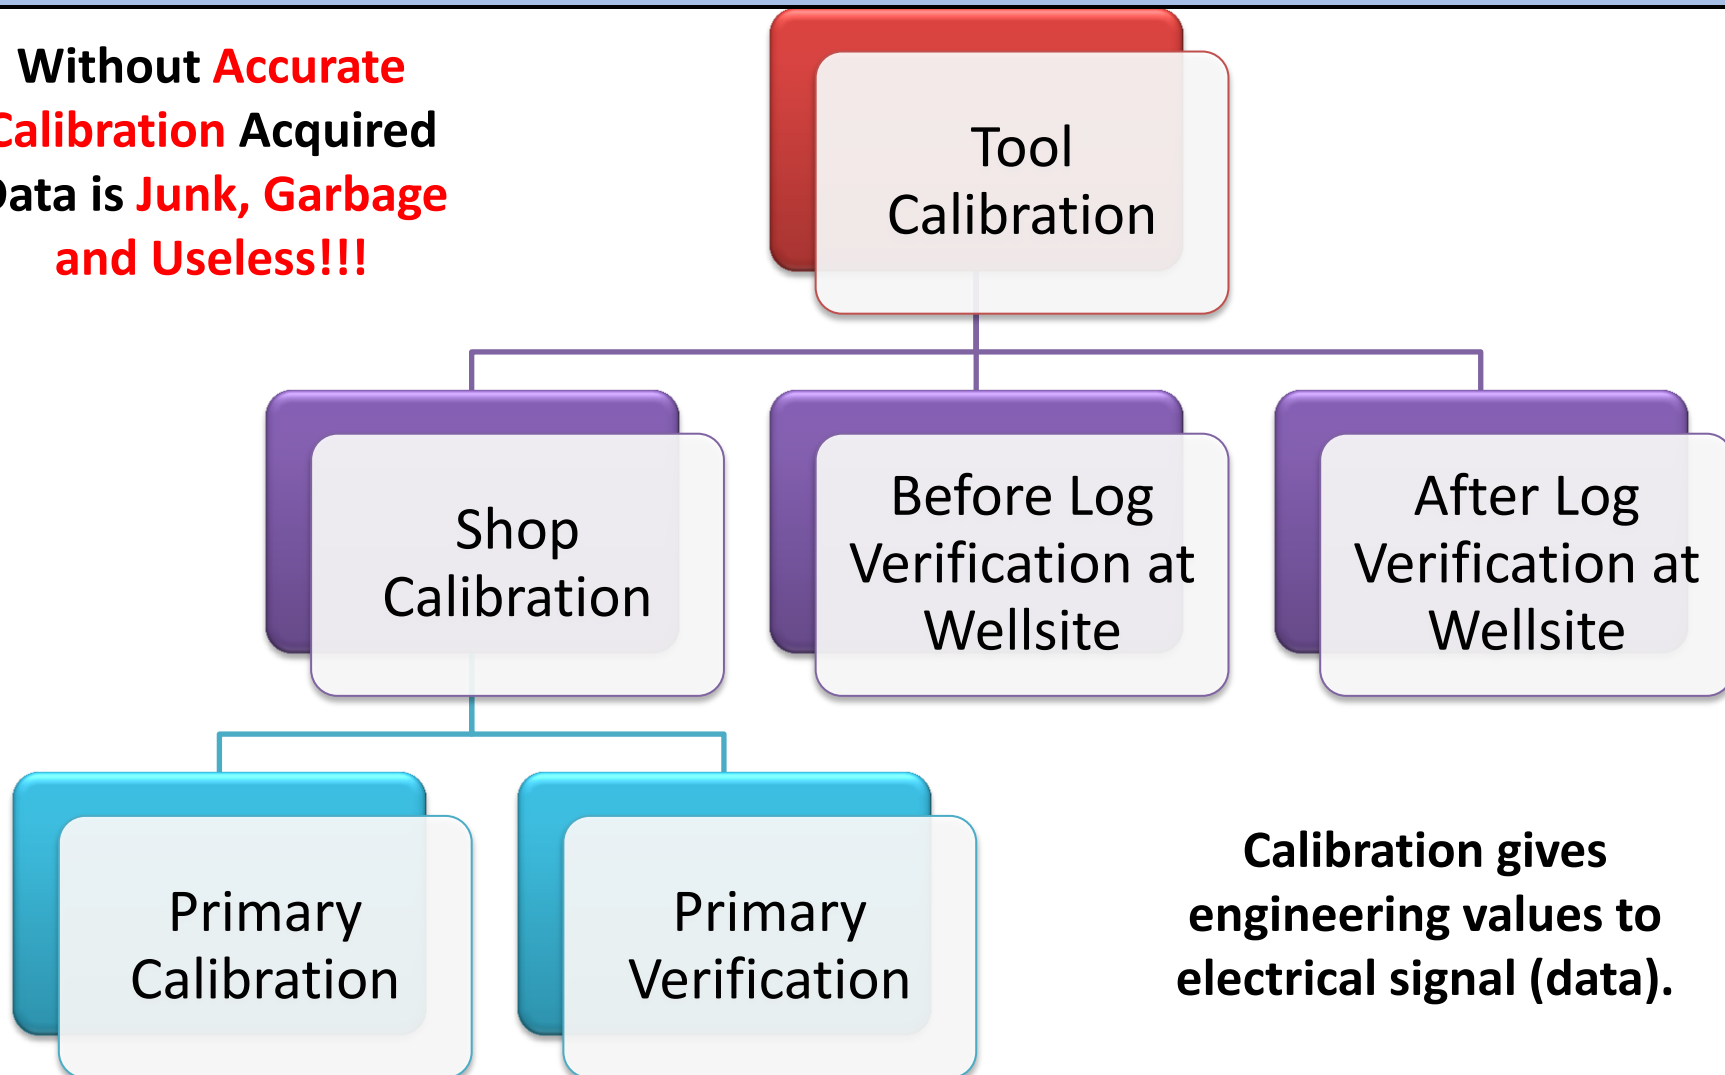 Without Accurate
Calibration Acquired
Data is Junk, Garbage
and Useless!!!
Tool
Calibration
Shop
Calibration
Before Log
Verification at
Wellsite
After Log
Verification at
Wellsite
Primary
Calibration
Primary
Verification
Calibration gives
engineering values to
electrical signal (data).